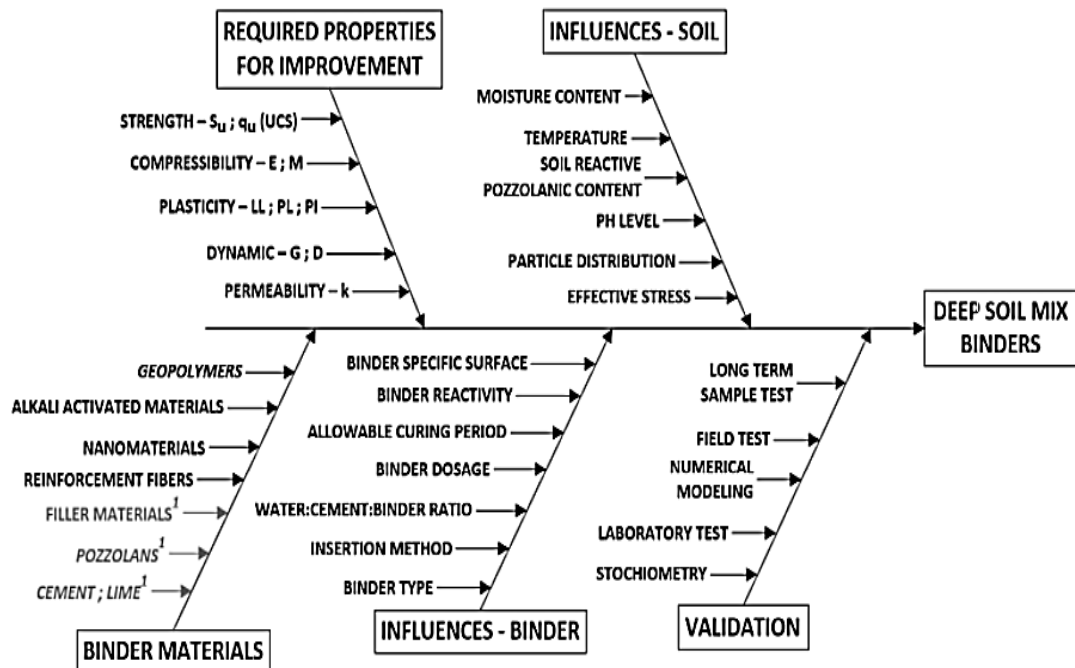 REQUIRED PROPERTIES
FOR IMPROVEMENT
STRENGTH – Su ; qu (UCS)
COMPRESSIBILITY – E ; M
PLASTICITY – LL ; PL ; PI
DYNAMIC – G ; D
PERMEABILITY – k
INFLUENCES - SOIL
MOISTURE CONTENT
TEMPERATURE
SOIL REACTIVE
POZZOLANIC CONTENT
PH LEVEL
PARTICLE DISTRIBUTION
EFFECTIVE STRESS
DEEP SOIL MIX
BINDERS
GEOPOLYMERS
ALKALI ACTIVATED MATERIALS
NANOMATERIALS
REINFORCEMENT FIBERS
FILLER MATERIALS¹
POZZOLANS¹
CEMENT ; LIME¹
BINDER MATERIALS
BINDER SPECIFIC SURFACE
BINDER REACTIVITY
ALLOWABLE CURING PERIOD
BINDER DOSAGE
WATER:CEMENT:BINDER RATIO
INSERTION METHOD
BINDER TYPE
INFLUENCES - BINDER
LONG TERM
SAMPLE TEST
FIELD TEST
NUMERICAL
MODELING
LABORATORY TEST
STOCHIOMETRY
VALIDATION